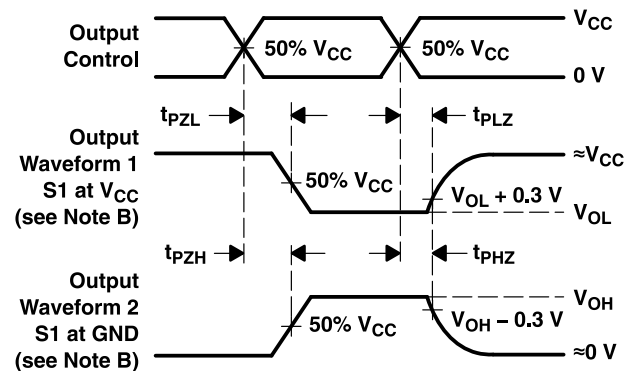 Output
Control
50% VCC
50% VCC
VCC
0 V
tPZL
tPLZ
Output
Waveform 1
S1 at VCC
(see Note B)
50% VCC
≈VCC
VOL + 0.3 V
VOL
tPZH
tPHZ
Output
Waveform 2
S1 at GND
(see Note B)
50% VCC
VOH
VOH − 0.3 V
≈0 V